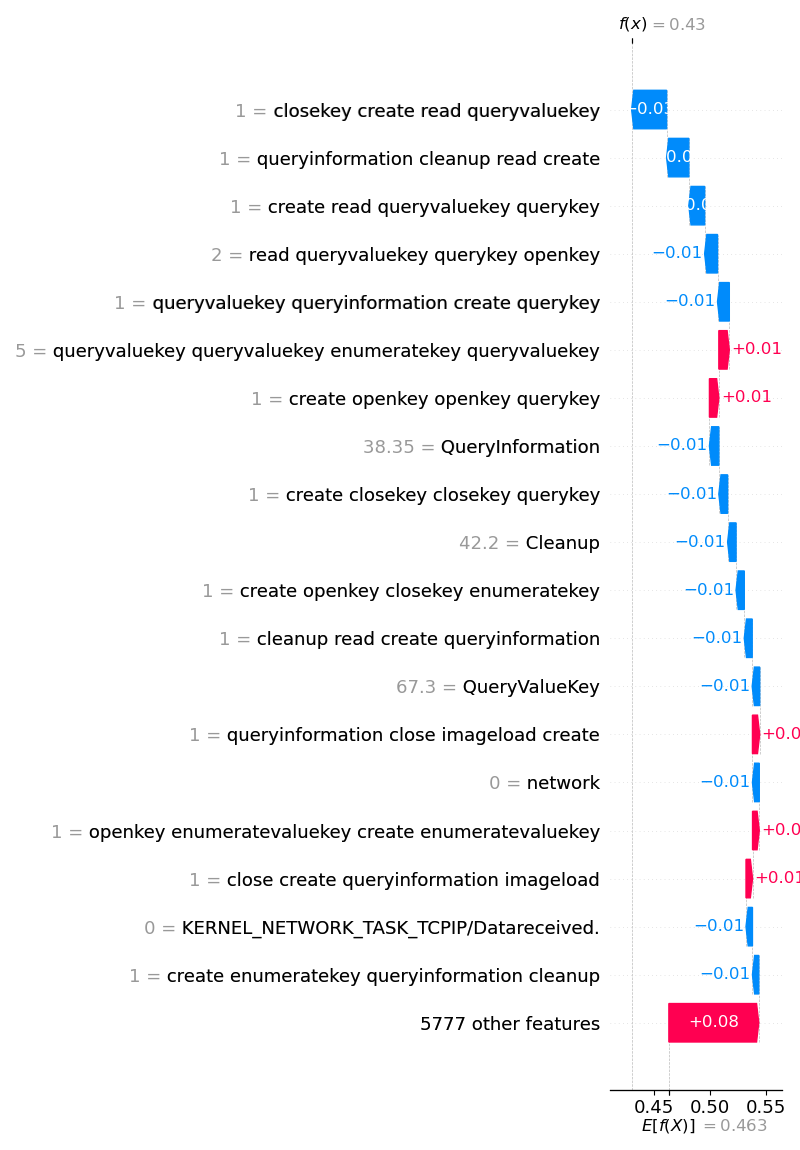 f(x) = 0.43
1 = closekey create read queryvaluekey
1 = queryinformation cleanup read create
1 = create read queryvaluekey querykey
2 = read queryvaluekey querykey openkey −0.01
1 = queryvaluekey queryinformation create querykey −0.01
5 = queryvaluekey queryvaluekey enumeratekey queryvaluekey +0.01
1 = create openkey openkey querykey +0.01
38.35 = QueryInformation −0.01
1 = create closekey closekey querykey −0.01
42.2 = Cleanup −0.01
1 = create openkey closekey enumeratekey −0.01
1 = cleanup read create queryinformation −0.01
67.3 = QueryValueKey −0.01
1 = queryinformation close imageload create
0 = network −0.01
1 = openkey enumeratevaluekey create enumeratevaluekey
1 = close create queryinformation imageload +0.01
0 = KERNEL_NETWORK_TASK_TCPIP/Datareceived. −0.01
1 = create enumeratekey queryinformation cleanup −0.01
5777 other features +0.08
0.45 0.50 0.55
E[f(X)] = 0.463